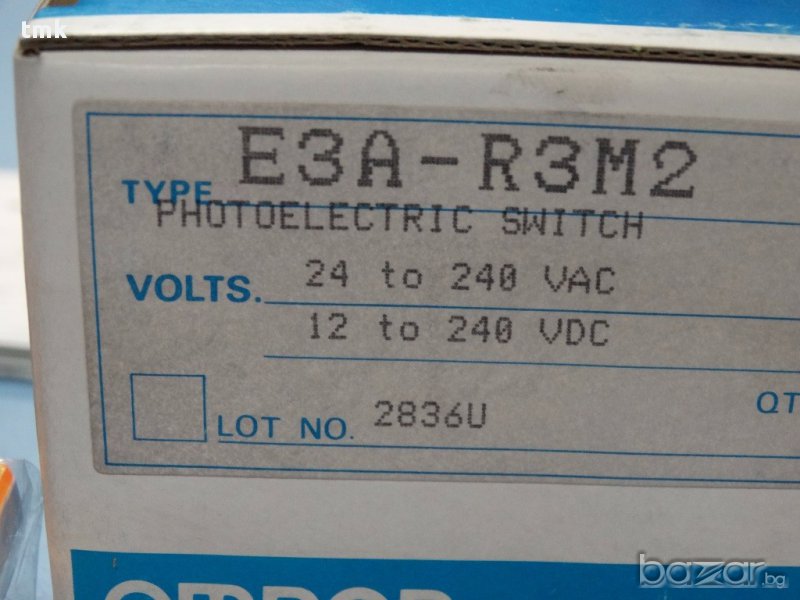 tmk
E3A-R3M2
TYPE
PHOTOELECTRIC SWITCH
VOLTS. 24 to 240 VAC
12 to 240 VDC
LOT NO. 2836U
QT
OMRON
bazar.bg